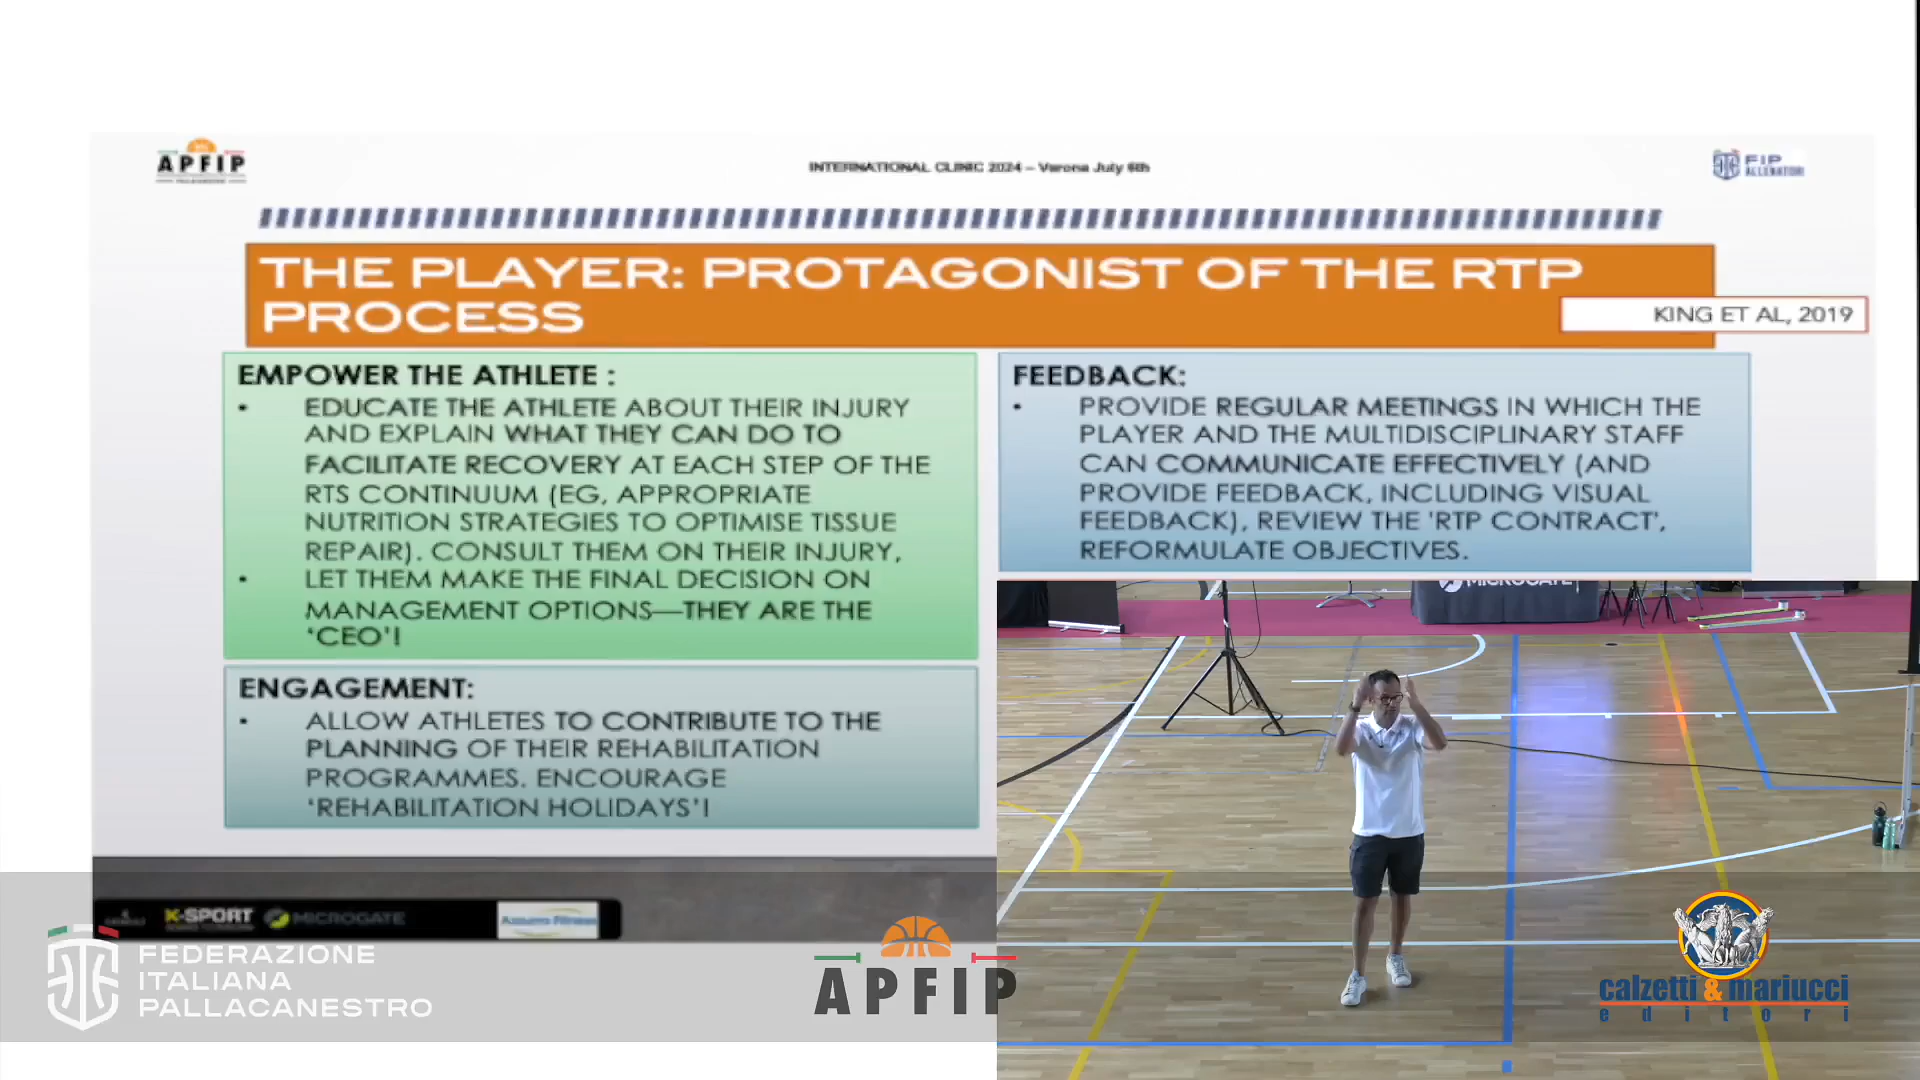 APFIP
INTERNATIONAL CLINIC 2024 – Verona July 6th
FIP
ALLENATORI
THE PLAYER: PROTAGONIST OF THE RTP
PROCESS
KING ET AL, 2019
EMPOWER THE ATHLETE :
• EDUCATE THE ATHLETE ABOUT THEIR INJURY
AND EXPLAIN WHAT THEY CAN DO TO
FACILITATE RECOVERY AT EACH STEP OF THE
RTS CONTINUUM (EG, APPROPRIATE
NUTRITION STRATEGIES TO OPTIMISE TISSUE
REPAIR). CONSULT THEM ON THEIR INJURY,
• LET THEM MAKE THE FINAL DECISION ON
MANAGEMENT OPTIONS—THEY ARE THE
‘CEO’!
ENGAGEMENT:
• ALLOW ATHLETES TO CONTRIBUTE TO THE
PLANNING OF THEIR REHABILITATION
PROGRAMMES. ENCOURAGE
‘REHABILITATION HOLIDAYS’!
FEEDBACK:
• PROVIDE REGULAR MEETINGS IN WHICH THE
PLAYER AND THE MULTIDISCIPLINARY STAFF
CAN COMMUNICATE EFFECTIVELY (AND
PROVIDE FEEDBACK, INCLUDING VISUAL
FEEDBACK), REVIEW THE 'RTP CONTRACT',
REFORMULATE OBJECTIVES.
MICROGATE
K-SPORT
MICROGATE
FEDERAZIONE
ITALIANA
PALLACANESTRO
APFIP
calzetti & mariucci
editori